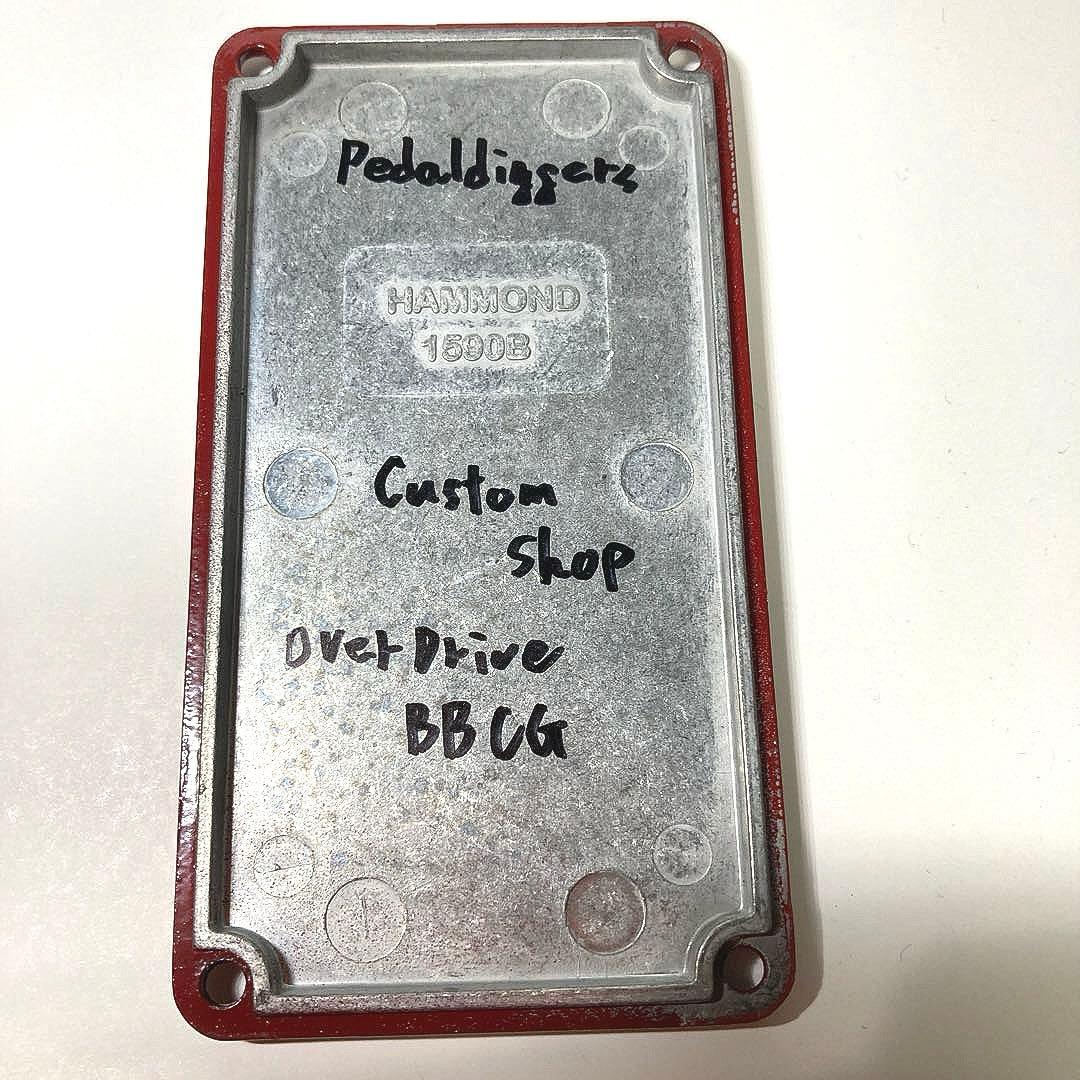 Pedaldiggers
HAMMOND
1590B
Custom
Shop
OverDrive
BBCG